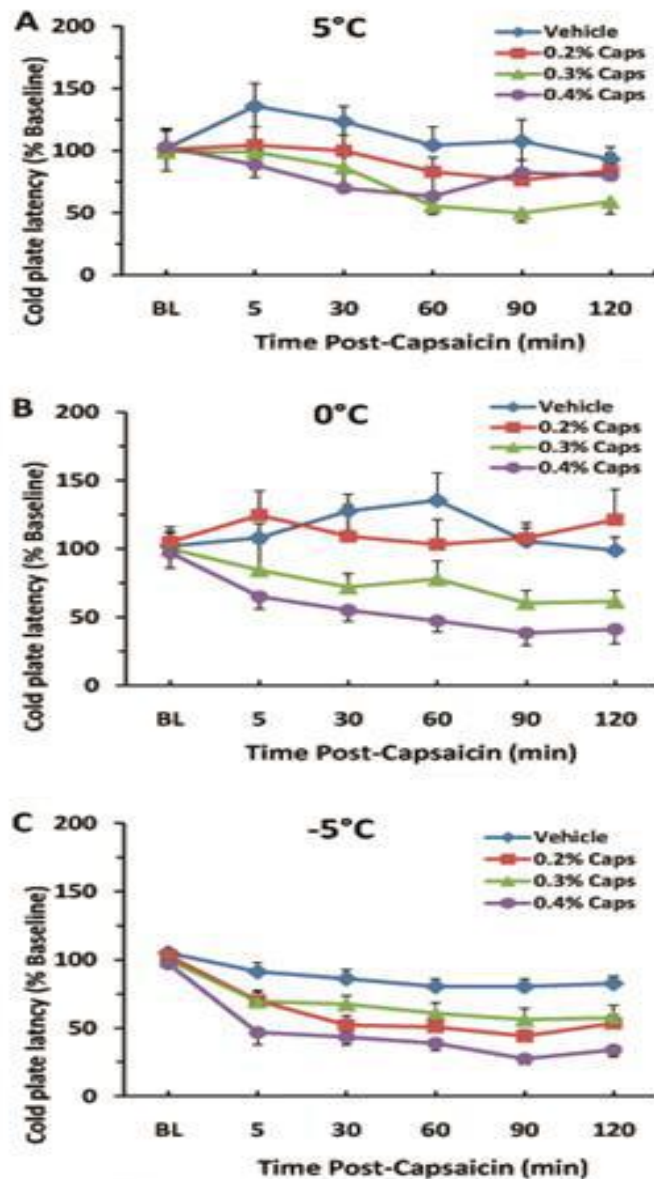 A
5°C
Vehicle
0.2% Caps
0.3% Caps
0.4% Caps
Cold plate latency (% Baseline)
200
150
100
50
0
BL 5 30 60 90 120
Time Post-Capsaicin (min)
B
0°C
Vehicle
0.2% Caps
0.3% Caps
0.4% Caps
Cold plate latency (% Baseline)
200
150
100
50
0
BL 5 30 60 90 120
Time Post-Capsaicin (min)
C
-5°C
Vehicle
0.2% Caps
0.3% Caps
0.4% Caps
Cold plate latncy (% Baseline)
200
150
100
50
0
BL 5 30 60 90 120
Time Post-Capsaicin (min)